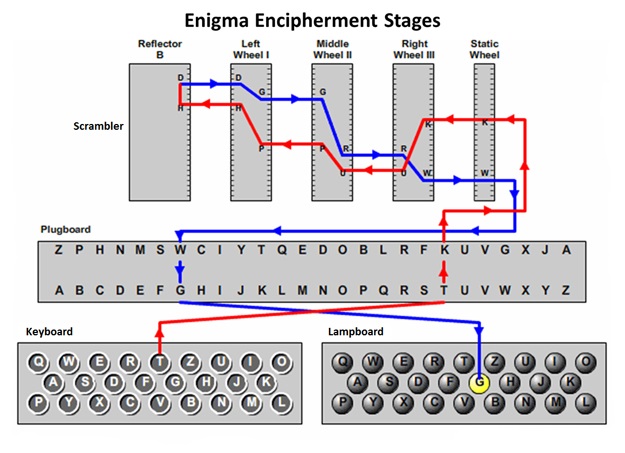 Enigma Encipherment Stages
Reflector B
Left Wheel I
Middle Wheel II
Right Wheel III
Static Wheel
Scrambler
D D G G
H H K K
P P R R
U U W W
Plugboard
Z P H N M S W C I Y T Q E D O B L R F K U V G X J A
A B C D E F G H I J K L M N O P Q R S T U V W X Y Z
Keyboard
Q W E R T Z U I O
A S D F G H J K
P Y X C V B N M L
Lampboard
Q W E R T Z U I O
A S D F G H J K
P Y X C V B N M L